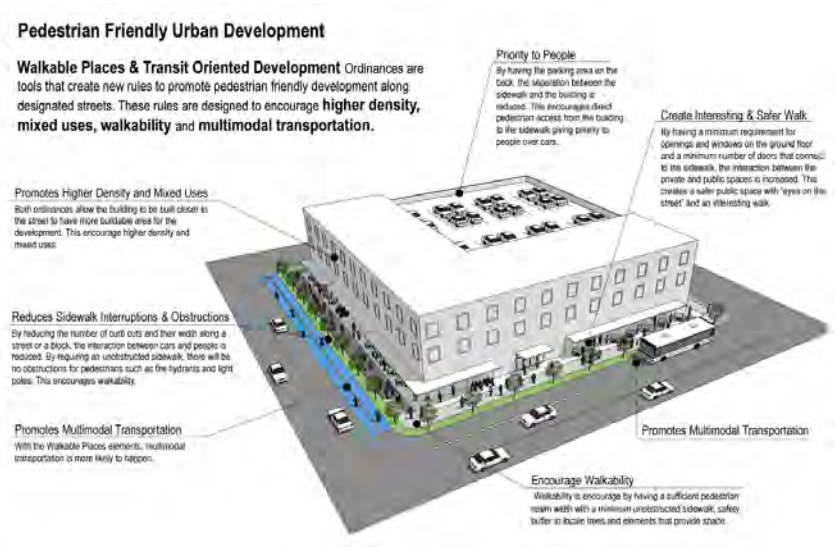 Pedestrian Friendly Urban Development
Walkable Places & Transit Oriented Development Ordinances are
tools that create new rules to promote pedestrian friendly development along
designated streets. These rules are designed to encourage higher density,
mixed uses, walkability and multimodal transportation.
Priority to People
By having the parking area on the
back, the separation between the
sidewalk and the building is
reduced. This encourages direct
pedestrian access from the building
to the sidewalk giving priority to
people over cars.
Create Interesting & Safer Walk
By having a minimum requirement for
openings and windows on the ground floor
and a minimum number of doors that connect
to the sidewalk, the interaction between the
private and public spaces is increased. This
creates a safer public space with "eyes on the
street" and an interesting walk.
Promotes Higher Density and Mixed Uses
Both ordinances allow the building to be built closer to
the street to have more buildable area for the
development. This encourage higher density and
mixed uses.
Reduces Sidewalk Interruptions & Obstructions
By reducing the number of curb cuts and their width along a
street or a block, the interaction between cars and people is
reduced. By requiring an unobstructed sidewalk, there will be
no obstructions for pedestrians such as fire hydrants and light
poles. This encourages walkability.
Promotes Multimodal Transportation
With the Walkable Places elements, multimodal
transportation is more likely to happen.
Promotes Multimodal Transportation
Encourage Walkability
Walkability is encourage by having a sufficient pedestrian
realm width with a minimum unobstructed sidewalk, safety
buffer to locate trees and elements that provide shade.